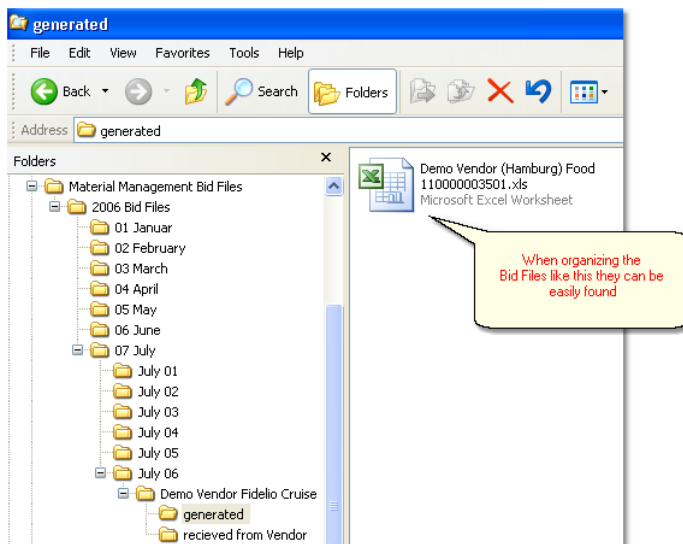 generated
File Edit View Favorites Tools Help
Back Search Folders
Address generated
Folders
Material Management Bid Files
2006 Bid Files
01 Januar
02 February
03 March
04 April
05 May
06 June
07 July
July 01
July 02
July 03
July 04
July 05
July 06
Demo Vendor Fidelio Cruise
generated
recieved from Vendor
Demo Vendor (Hamburg) Food
110000003501.xls
Microsoft Excel Worksheet
When organizing the
Bid Files like this they can be
easily found